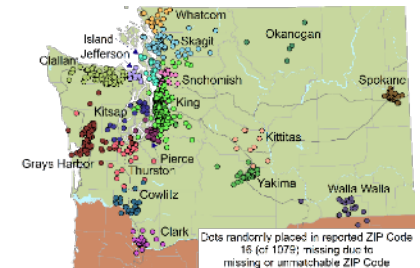 Whatcom
Island
Skagit
Okanogan
Jefferson
Clallam
Snohomish
Spokane
Kitsap
King
Kittitas
Grays Harbor
Pierce
Thurston
Yakima
Walla Walla
Cowlitz
Clark
Dots randomly placed in reported ZIP Code
16 (of 1079) missing due to
missing or unmatchable ZIP Code